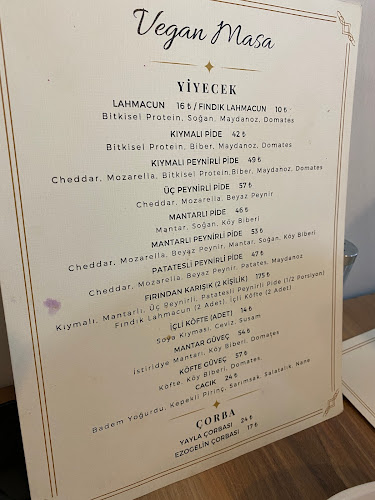 Vegan Masa
YİYECEK
LAHMACUN 16 ₺ / FINDIK LAHMACUN 10 ₺
Bitkisel Protein, Soğan, Maydanoz, Domates
KIYMALI PİDE 42 ₺
Bitkisel Protein, Biber, Maydanoz, Domates
KIYMALI PEYNİRLİ PİDE 49 ₺
Cheddar, Mozarella, Bitkisel Protein,Biber, Maydanoz, Domates
ÜÇ PEYNİRLİ PİDE 57 ₺
Cheddar, Mozarella, Beyaz Peynir
MANTARLI PİDE 46 ₺
Mantar, Soğan, Köy Biberi
MANTARLI PEYNİRLİ PİDE 53 ₺
Cheddar, Mozarella, Beyaz Peynir, Mantar, Soğan, Köy Biberi
PATATESLİ PEYNİRLİ PİDE 47 ₺
Cheddar, Mozarella, Beyaz Peynir, Patates, Maydanoz
FIRINDAN KARIŞIK (2 KİŞİLİK) 175 ₺
Kıymalı, Mantarlı, Üç Peynirli, Patatesli Peynirli Pide (1/2 Porsiyon)
Fındık Lahmacun (2 Adet), İçli Köfte (2 Adet)
İÇLİ KÖFTE (ADET) 14 ₺
Soya Kıyması, Ceviz, Susam
MANTAR GÜVEÇ 54 ₺
İstiridye Mantarı, Köy Biberi, Domates
KÖFTE GÜVEÇ 57 ₺
Köfte, Köy Biberi, Domates,
CACIK 24 ₺
Badem Yoğurdu, Kepekli Pirinç, Sarımsak, Salatalık, Nane
ÇORBA
YAYLA ÇORBASI 24 ₺
EZOGELİN ÇORBASI 17 ₺